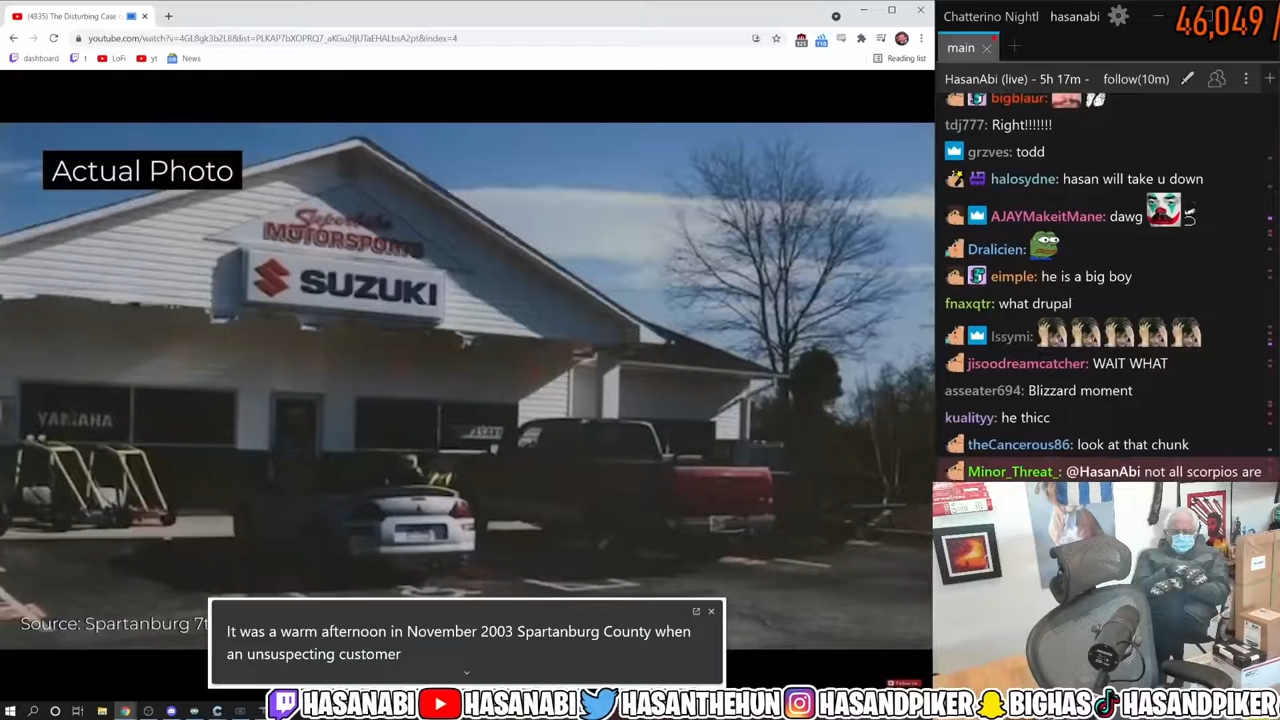 (4835) The Disturbing Case
youtube.com/watch?v=4GL8gk3b2L8&list=PLKAP7bXOPRQ7_aKGu2fjUTaEHALbsA2pt&index=4
dashboard
t
LoFi
yt
News
Reading list
Actual Photo
Superbike
MOTORSPORTS
SUZUKI
YAMAHA
Source: Spartanburg 7t
It was a warm afternoon in November 2003 Spartanburg County when
an unsuspecting customer
Follow Us
Chatterino Nightl
hasanabi
46,049 /
main
HasanAbi (live) - 5h 17m -
follow(10m)
bigblaur:
tdj777: Right!!!!!!!
grzves: todd
halosydne: hasan will take u down
AJAYMakeitMane: dawg
Dralicien:
eimple: he is a big boy
fnaxqtr: what drupal
Issymi:
jisoodreamcatcher: WAIT WHAT
asseater694: Blizzard moment
kualityy: he thicc
theCancerous86: look at that chunk
Minor_Threat_: @HasanAbi not all scorpios are
HASANABI
HASANABI
HASANTHEHUN
HASANDPIKER
BIGHAS
HASANDPIKER